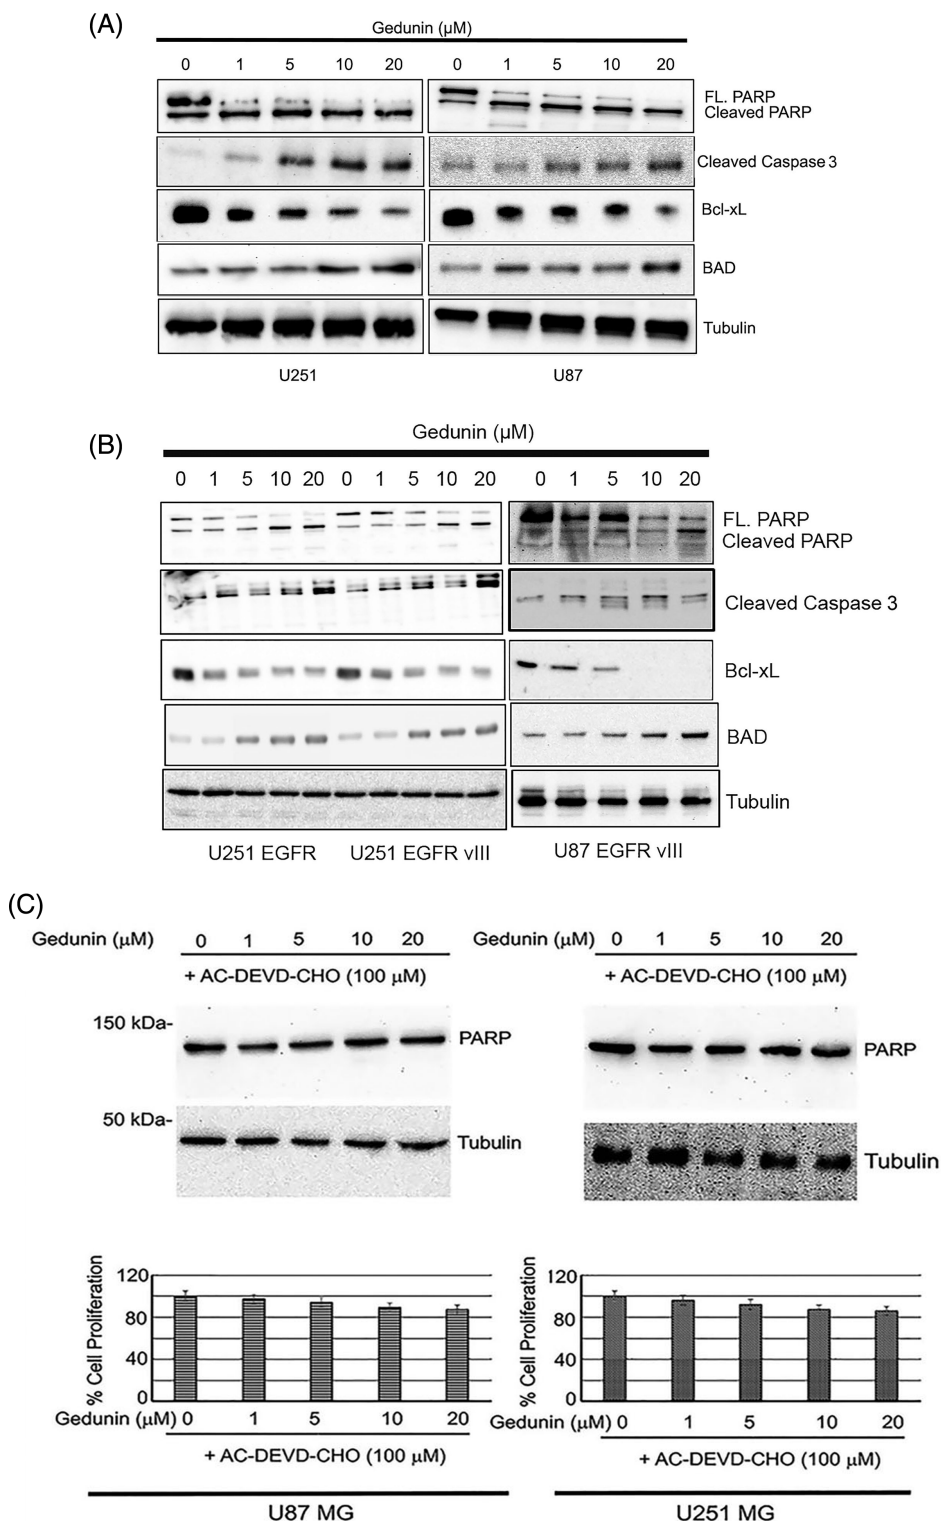 (A)
Gedunin (µM)
0 1 5 10 20 0 1 5 10 20
FL. PARP
Cleaved PARP
Cleaved Caspase 3
Bcl-xL
BAD
Tubulin
U251 U87
(B)
Gedunin (µM)
0 1 5 10 20 0 1 5 10 20 0 1 5 10 20
FL. PARP
Cleaved PARP
Cleaved Caspase 3
Bcl-xL
BAD
Tubulin
U251 EGFR U251 EGFR vIII U87 EGFR vIII
(C)
Gedunin (µM) 0 1 5 10 20 Gedunin (µM) 0 1 5 10 20
+ AC-DEVD-CHO (100 µM) + AC-DEVD-CHO (100 µM)
150 kDa-
PARP PARP
50 kDa-
Tubulin Tubulin
% Cell Proliferation % Cell Proliferation
120 120
80 80
40 40
0 0
Gedunin (µM) 0 1 5 10 20 Gedunin (µM) 0 1 5 10 20
+ AC-DEVD-CHO (100 µM) + AC-DEVD-CHO (100 µM)
U87 MG U251 MG